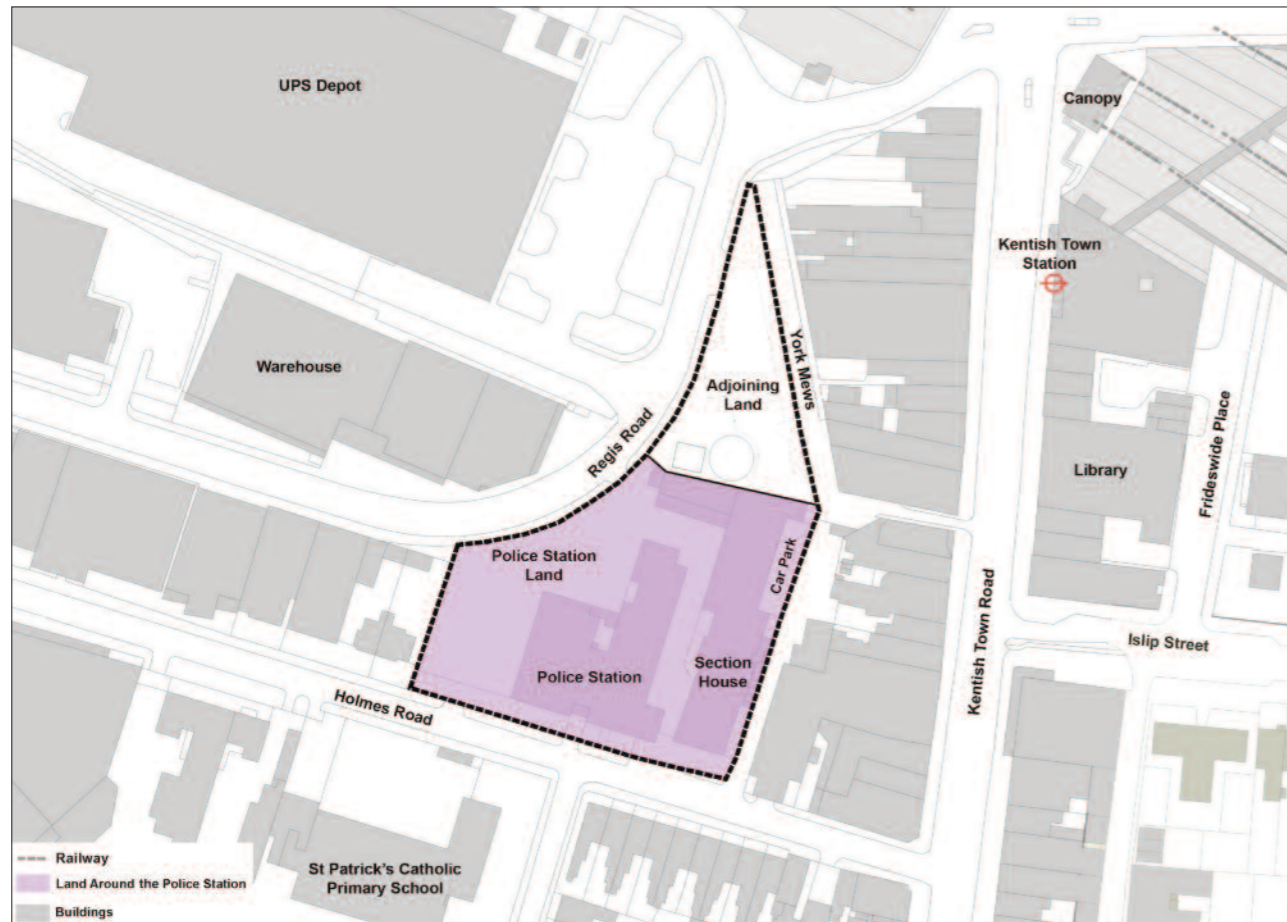 UPS Depot
Canopy
Kentish Town
Station
Warehouse
York Mews
Adjoining
Land
Regis Road
Library
Frideswide Place
Police Station
Land
Car Park
Kentish Town Road
Islip Street
Section
House
Police Station
Holmes Road
St Patrick's Catholic
Primary School
Railway
Land Around the Police Station
Buildings